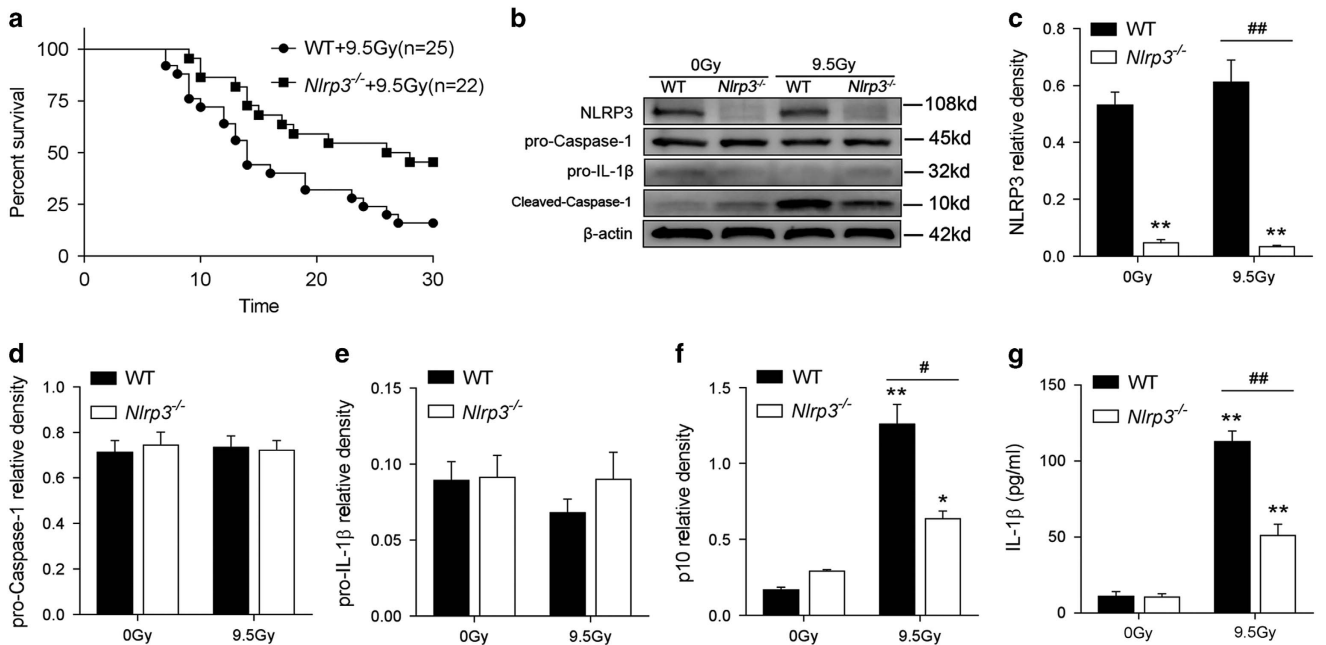 a
100
75
50
25
0
Percent survival
0 10 20 30
Time
WT+9.5Gy(n=25)
Nlrp3-/-+9.5Gy(n=22)
b
0Gy 9.5Gy
WT Nlrp3-/- WT Nlrp3-/-
NLRP3 108kd
pro-Caspase-1 45kd
pro-IL-1β 32kd
Cleaved-Caspase-1 10kd
β-actin 42kd
c
WT
Nlrp3-/-
##
0.8
0.6
0.4
0.2
0.0
NLRP3 relative density
** **
0Gy 9.5Gy
d
WT
Nlrp3-/-
1.0
0.8
0.6
0.4
0.2
0.0
pro-Caspase-1 relative density
0Gy 9.5Gy
e
WT
Nlrp3-/-
0.15
0.10
0.05
0.00
pro-IL-1β relative density
0Gy 9.5Gy
f
WT
Nlrp3-/-
#
**
*
1.5
1.0
0.5
0.0
p10 relative density
0Gy 9.5Gy
g
WT
Nlrp3-/-
##
**
**
150
100
50
0
IL-1β (pg/ml)
0Gy 9.5Gy